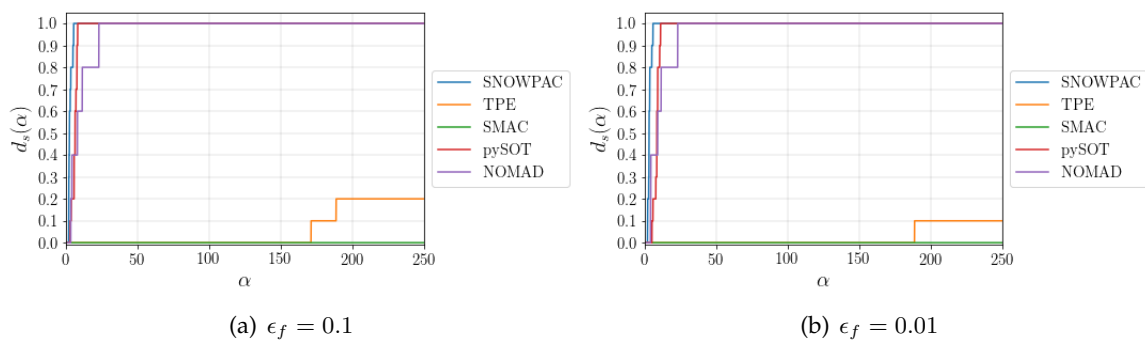 1.0
0.9
0.8
0.7
0.6
0.5
0.4
0.3
0.2
0.1
0.0
d_s(α)
0 50 100 150 200 250
α
SNOWPAC
TPE
SMAC
pySOT
NOMAD
(a) ϵ_f = 0.1
1.0
0.9
0.8
0.7
0.6
0.5
0.4
0.3
0.2
0.1
0.0
d_s(α)
0 50 100 150 200 250
α
SNOWPAC
TPE
SMAC
pySOT
NOMAD
(b) ϵ_f = 0.01